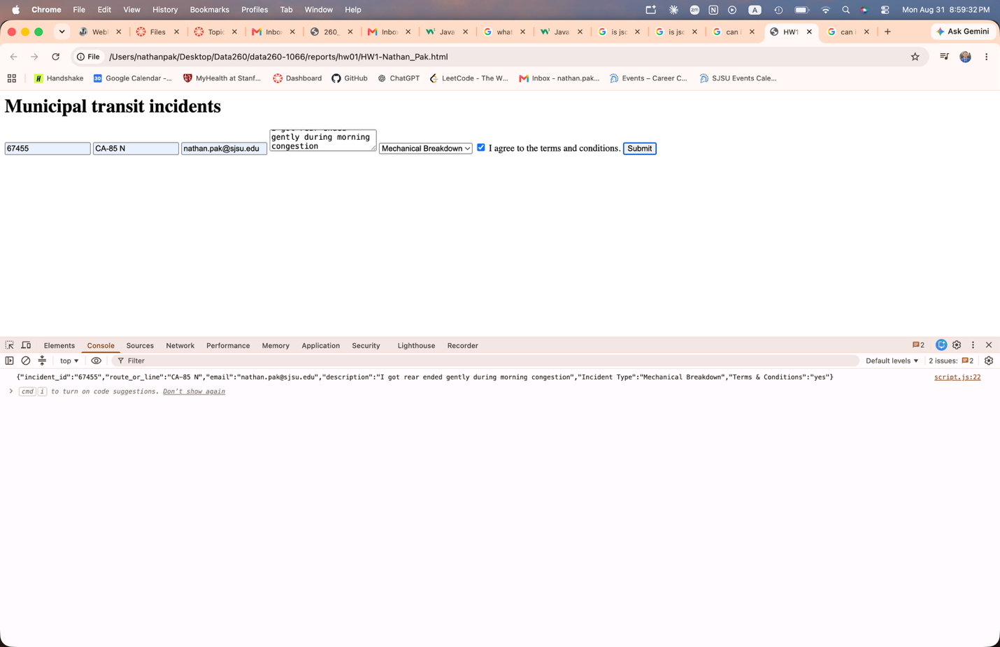 Chrome File Edit View History Bookmarks Profiles Tab Window Help zm N A Mon Aug 31 8:59:32 PM
Webl Files Topic Inbo 260_ Inbo Java what Java is jsc is jsc can i HW1 can i Ask Gemini
File /Users/nathanpak/Desktop/Data260/data260-1066/reports/hw01/HW1-Nathan_Pak.html
Handshake 30 Google Calendar -... MyHealth at Stanf... Dashboard GitHub ChatGPT LeetCode - The W... Inbox - nathan.pak... Events – Career C... SJSU Events Cale...
Municipal transit incidents
I got rear ended
67455 CA-85 N nathan.pak@sjsu.edu gently during morning
congestion Mechanical Breakdown I agree to the terms and conditions. Submit
Elements Console Sources Network Performance Memory Application Security Lighthouse Recorder 2
top Filter Default levels 2 issues: 2
{"incident_id":"67455","route_or_line":"CA-85 N","email":"nathan.pak@sjsu.edu","description":"I got rear ended gently during morning congestion","Incident Type":"Mechanical Breakdown","Terms & Conditions":"yes"} script.js:22
cmd i to turn on code suggestions. Don't show again